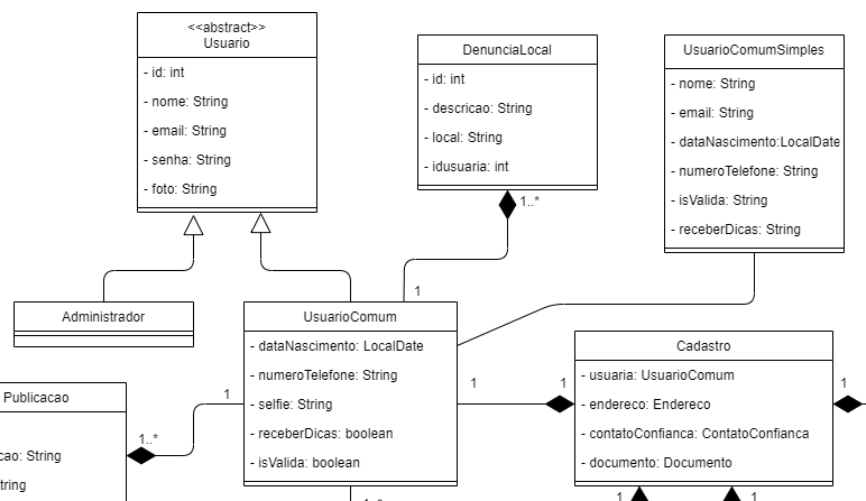 <<abstract>>
Usuario
- id: int
- nome: String
- email: String
- senha: String
- foto: String
DenunciaLocal
- id: int
- descricao: String
- local: String
- idusuaria: int
1..*
UsuarioComumSimples
- nome: String
- email: String
- dataNascimento:LocalDate
- numeroTelefone: String
- isValida: String
- receberDicas: String
1
Administrador
UsuarioComum
- dataNascimento: LocalDate
- numeroTelefone: String
- selfie: String
- receberDicas: boolean
- isValida: boolean
Cadastro
- usuaria: UsuarioComum
- endereco: Endereco
- contatoConfianca: ContatoConfianca
- documento: Documento
1
1
1
1
Publicacao
cao: String
tring
1..*
1..*
1
1